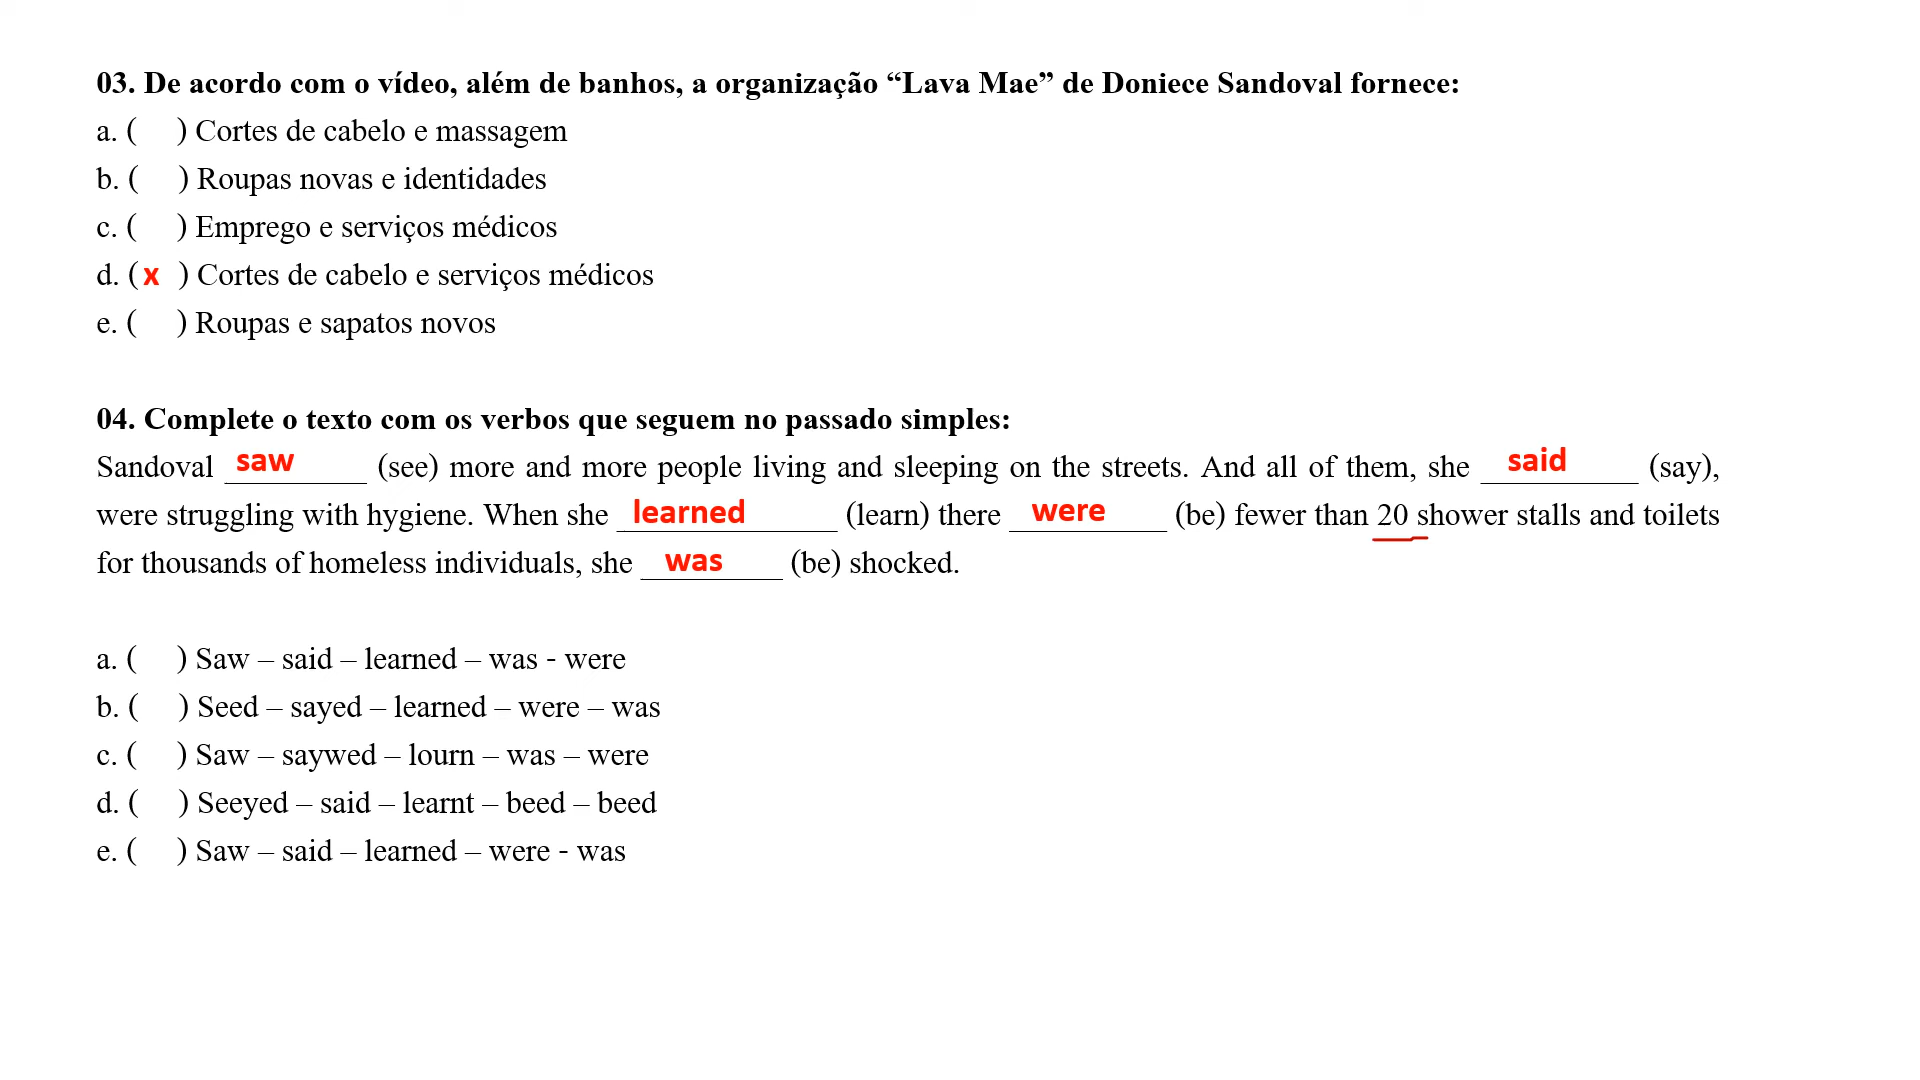 03. De acordo com o vídeo, além de banhos, a organização “Lava Mae” de Doniece Sandoval fornece:
a. ( ) Cortes de cabelo e massagem
b. ( ) Roupas novas e identidades
c. ( ) Emprego e serviços médicos
d. ( x ) Cortes de cabelo e serviços médicos
e. ( ) Roupas e sapatos novos
04. Complete o texto com os verbos que seguem no passado simples:
Sandoval saw (see) more and more people living and sleeping on the streets. And all of them, she said (say),
were struggling with hygiene. When she learned (learn) there were (be) fewer than 20 shower stalls and toilets
for thousands of homeless individuals, she was (be) shocked.
a. ( ) Saw – said – learned – was - were
b. ( ) Seed – sayed – learned – were – was
c. ( ) Saw – saywed – lourn – was – were
d. ( ) Seeyed – said – learnt – beed – beed
e. ( ) Saw – said – learned – were - was